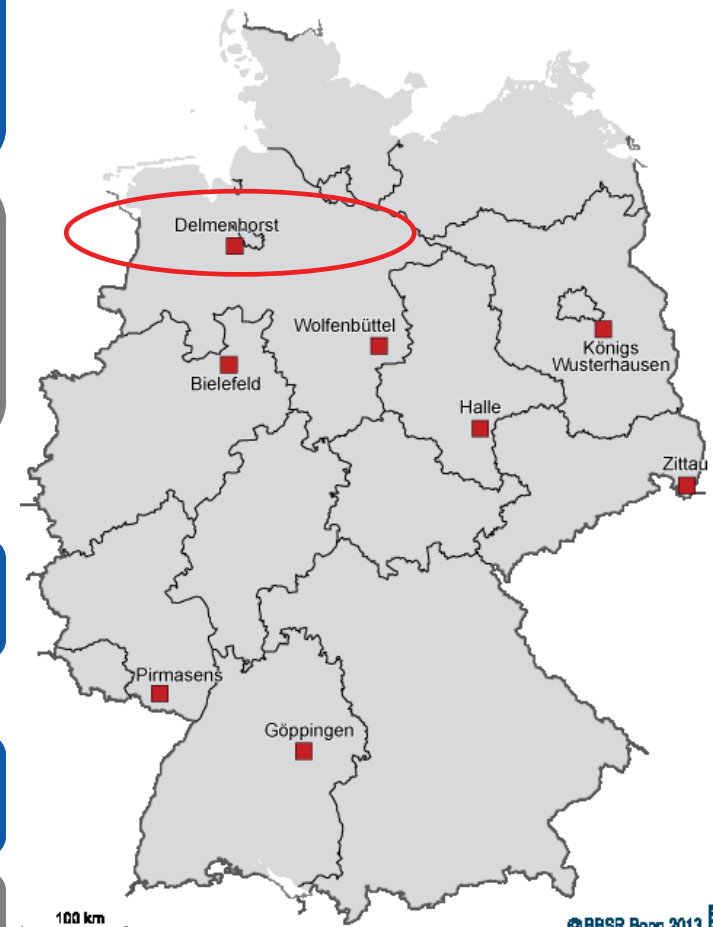 Delmenhorst
Wolfenbüttel
Bielefeld
Königs
Wusterhausen
Halle
Zittau
Pirmasens
Göppingen
100 km
© BBSR Bonn 2013